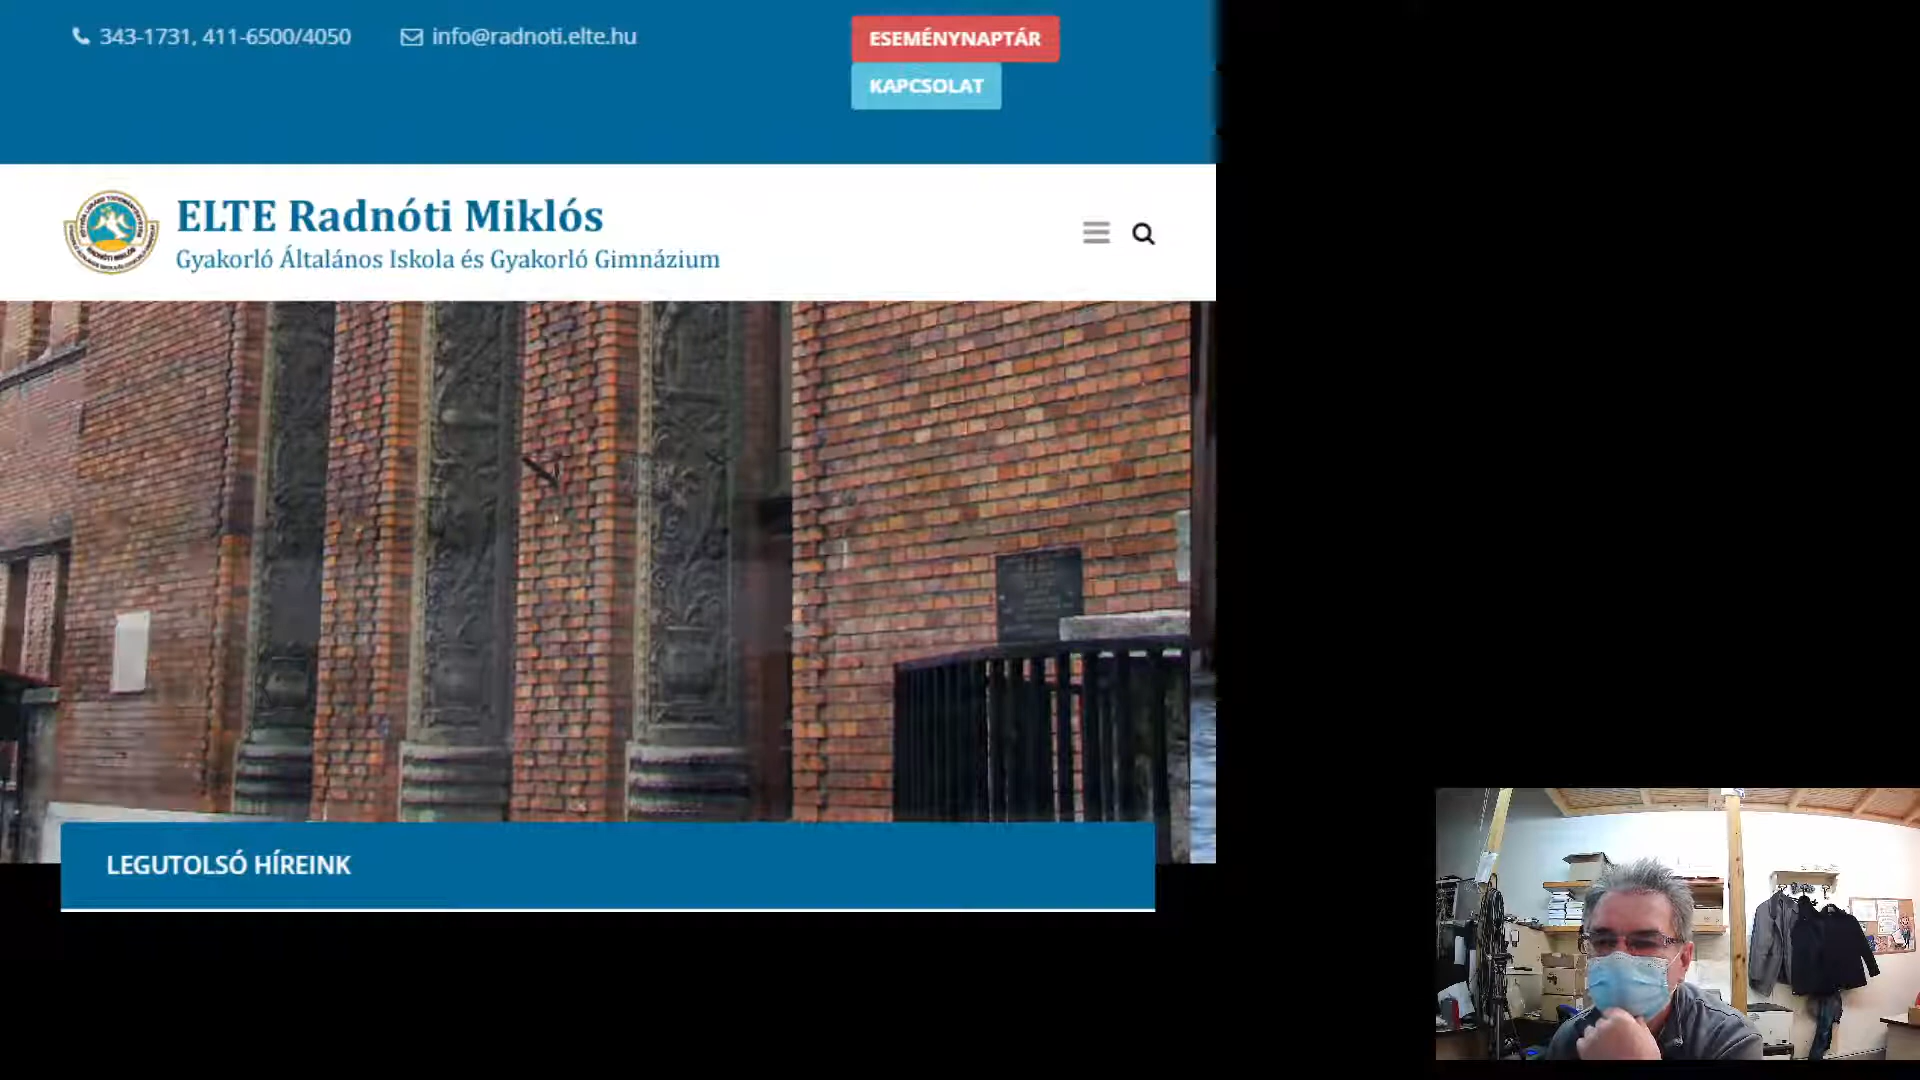 343-1731, 411-6500/4050
info@radnoti.elte.hu
ESEMÉNYNAPTÁR
KAPCSOLAT
ELTE Radnóti Miklós
Gyakorló Általános Iskola és Gyakorló Gimnázium
LEGUTOLSÓ HÍREINK